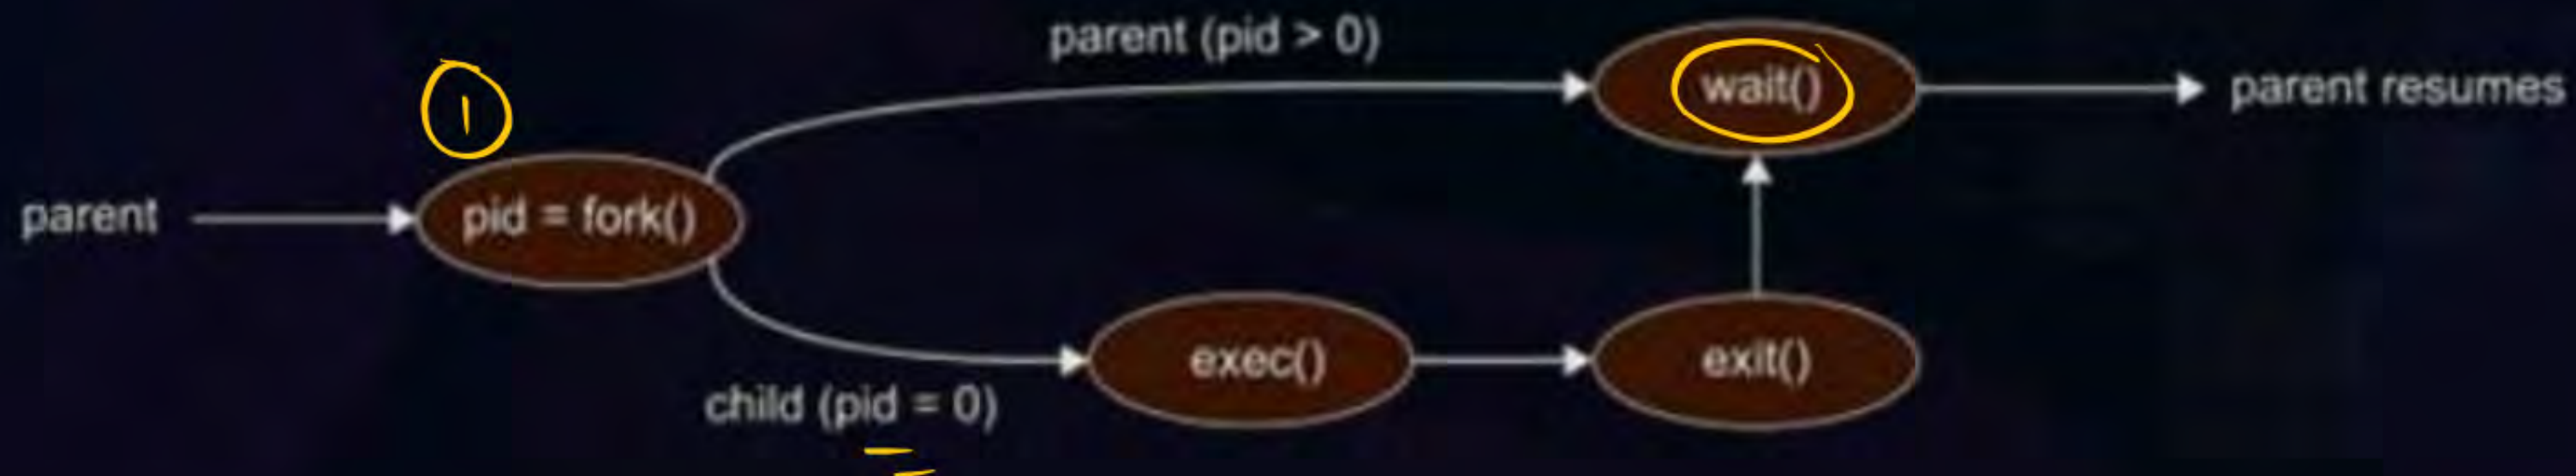 parent (pid > 0)
wait()
parent resumes
1
parent
pid = fork()
exec()
exit()
child (pid = 0)